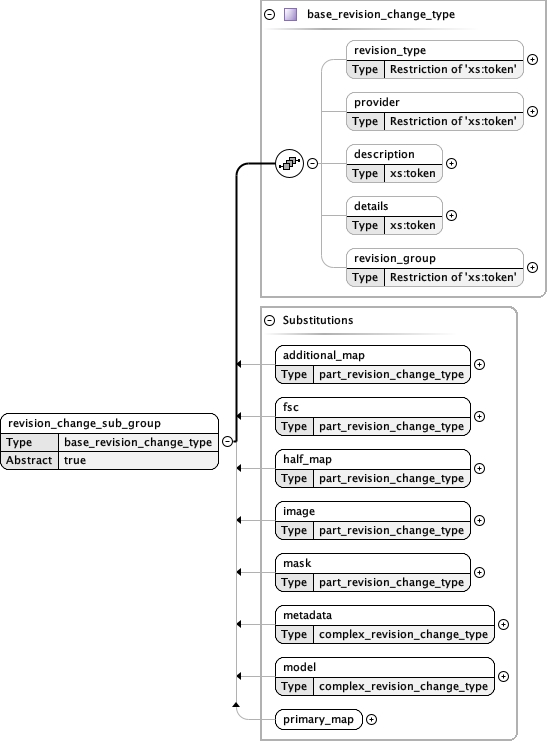 base_revision_change_type
revision_type
Type Restriction of 'xs:token'
provider
Type Restriction of 'xs:token'
description
Type xs:token
details
Type xs:token
revision_group
Type Restriction of 'xs:token'
Substitutions
additional_map
Type part_revision_change_type
fsc
Type part_revision_change_type
half_map
Type part_revision_change_type
image
Type part_revision_change_type
mask
Type part_revision_change_type
metadata
Type complex_revision_change_type
model
Type complex_revision_change_type
primary_map
revision_change_sub_group
Type base_revision_change_type
Abstract true